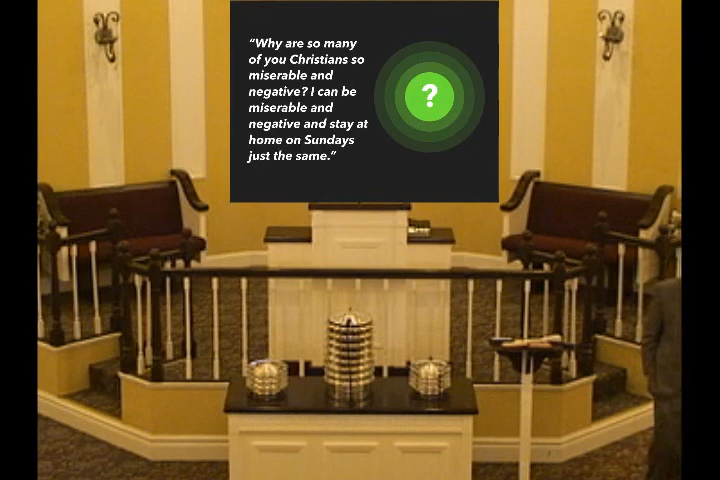 “Why are so many
of you Christians so
miserable and
negative? I can be
miserable and
negative and stay at
home on Sundays
just the same.”
?